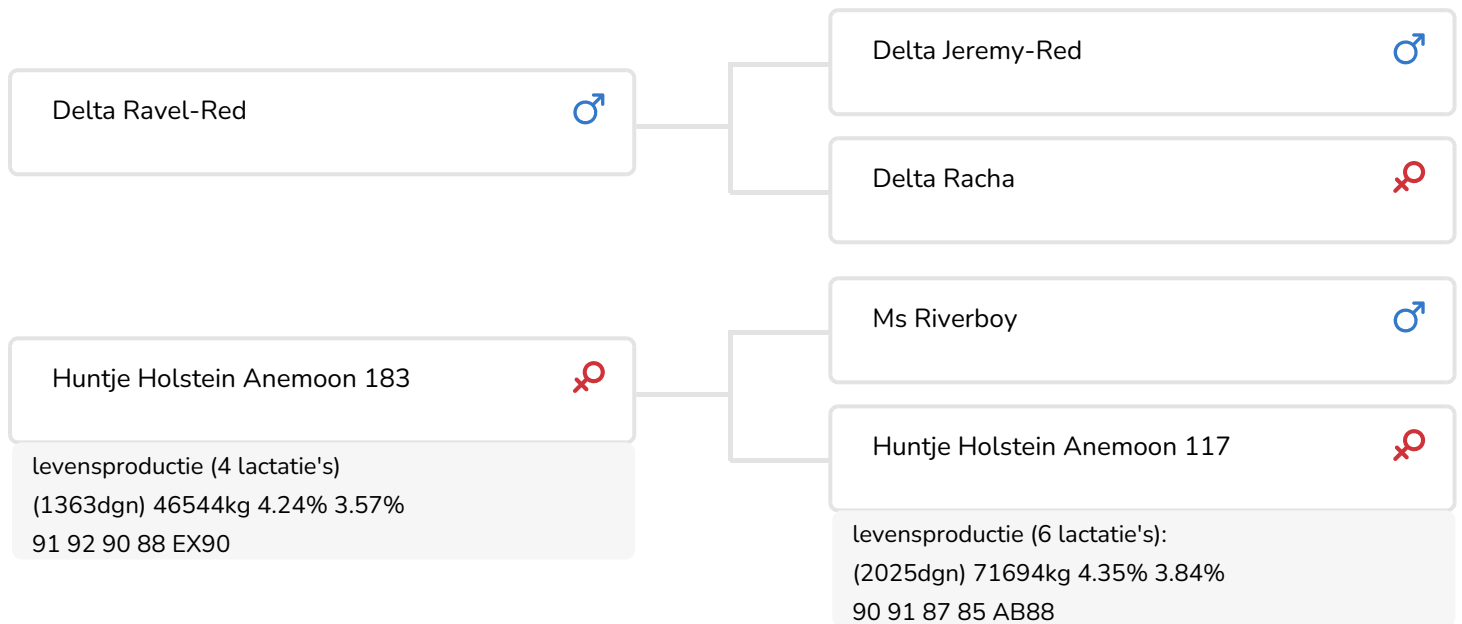 Delta Jeremy-Red
Delta Ravel-Red
Delta Racha
Ms Riverboy
Huntje Holstein Anemoon 183
levensproductie (4 lactatie's)
(1363dgn) 46544kg 4.24% 3.57%
91 92 90 88 EX90
Huntje Holstein Anemoon 117
levensproductie (6 lactatie's):
(2025dgn) 71694kg 4.35% 3.84%
90 91 87 85 AB88